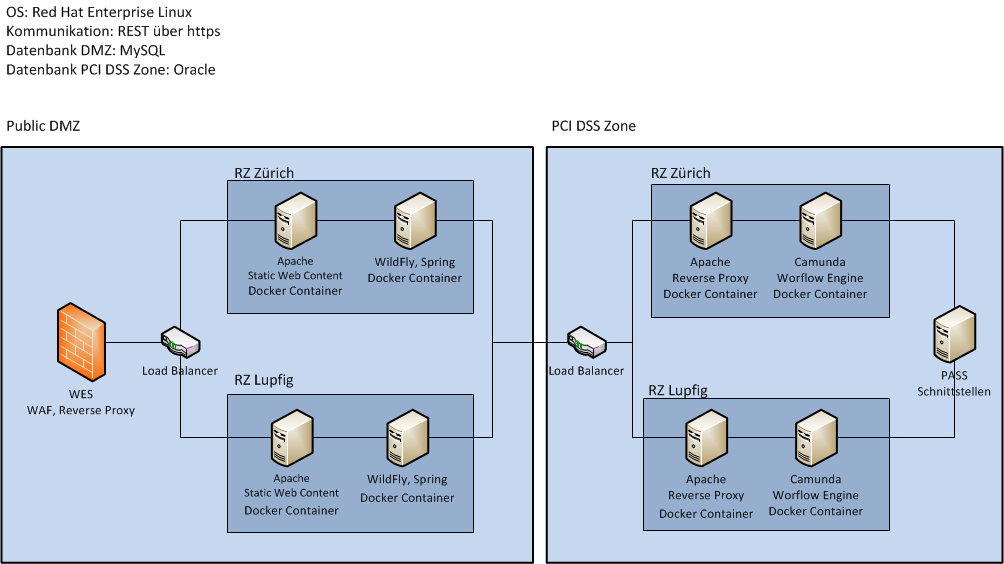 OS: Red Hat Enterprise Linux
Kommunikation: REST über https
Datenbank DMZ: MySQL
Datenbank PCI DSS Zone: Oracle
Public DMZ
RZ Zürich
Apache
Static Web Content
Docker Container
WildFly, Spring
Docker Container
WES
WAF, Reverse Proxy
Load Balancer
RZ Lupfig
Apache
Static Web Content
Docker Container
WildFly, Spring
Docker Container
PCI DSS Zone
RZ Zürich
Apache
Reverse Proxy
Docker Container
Camunda
Worflow Engine
Docker Container
Load Balancer
PASS
Schnittstellen
RZ Lupfig
Apache
Reverse Proxy
Docker Container
Camunda
Worflow Engine
Docker Container